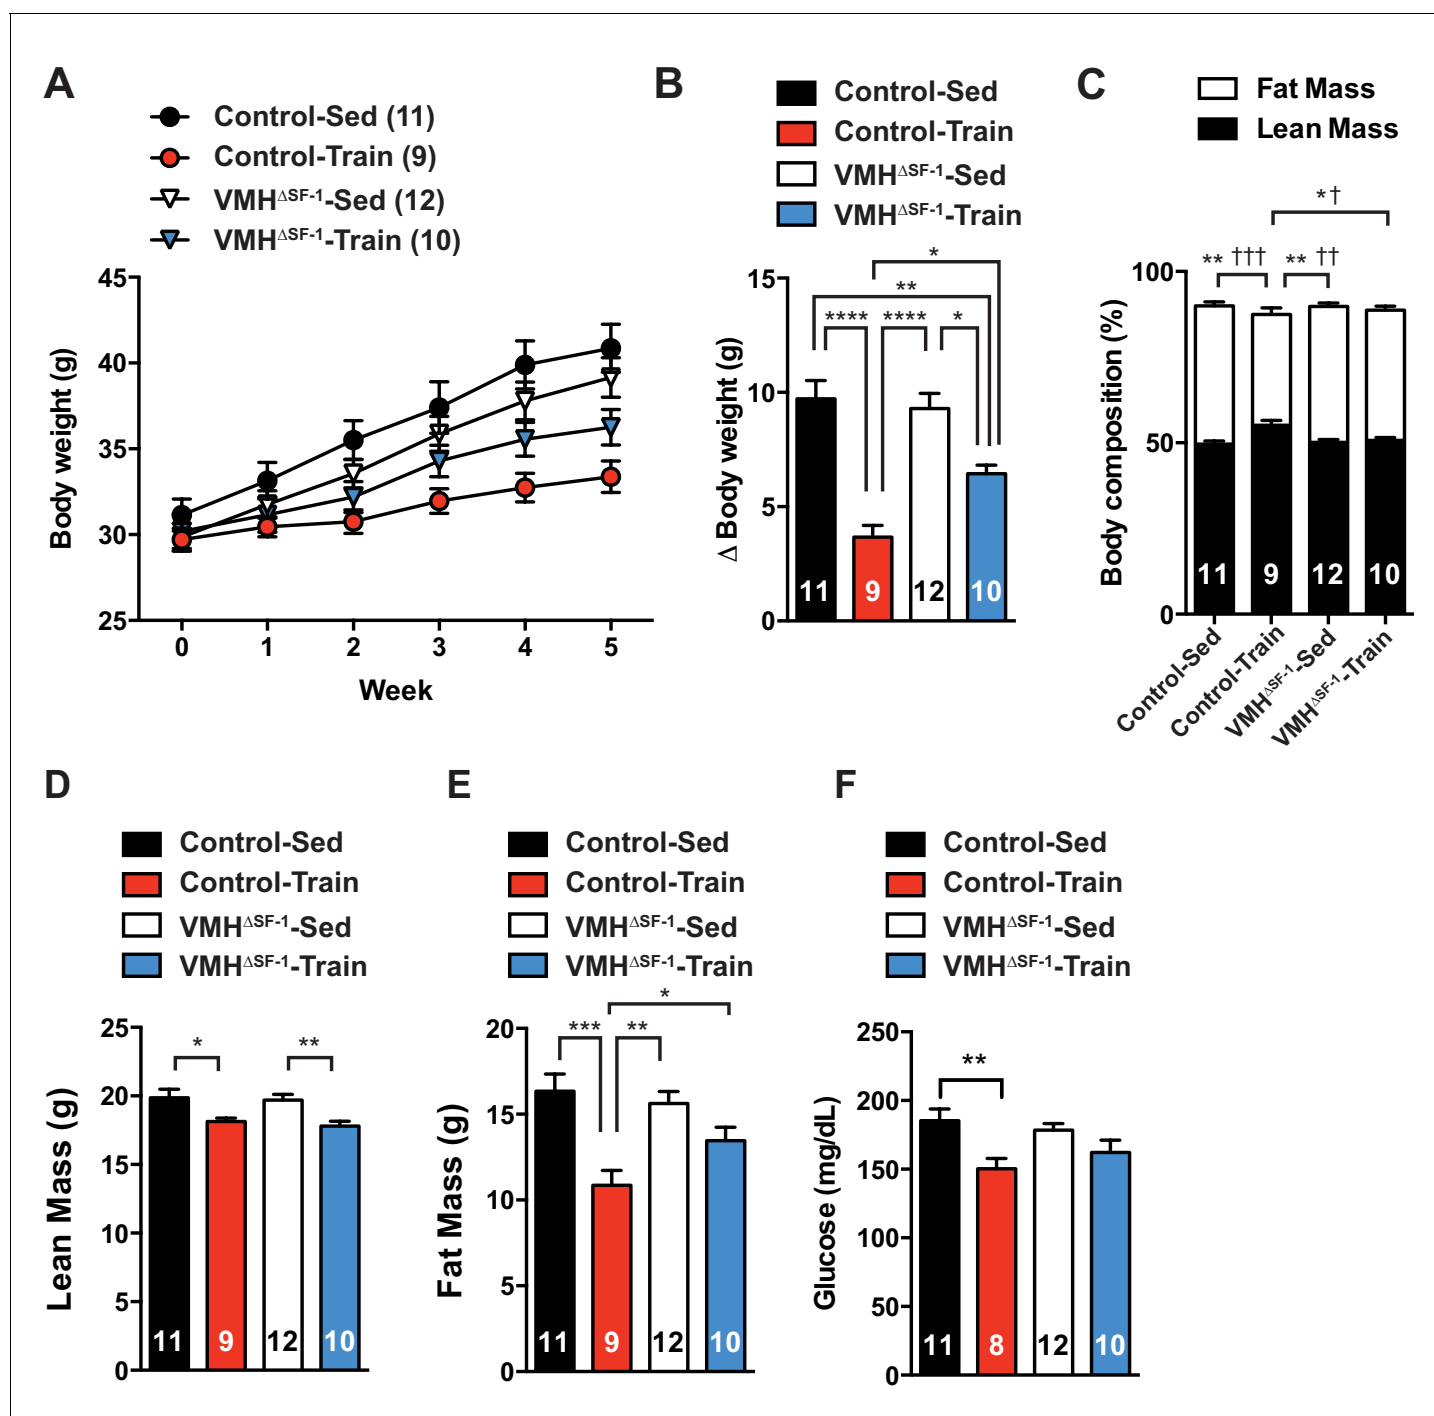 A
Control-Sed (11)
Control-Train (9)
VMHΔSF-1-Sed (12)
VMHΔSF-1-Train (10)
Body weight (g)
45
40
35
30
25
0 1 2 3 4 5
Week
B
Control-Sed
Control-Train
VMHΔSF-1-Sed
VMHΔSF-1-Train
*
**
**** **** *
Δ Body weight (g)
15
10
5
0
11 9 12 10
C
Fat Mass
Lean Mass
*†
** ††† ** ††
Body composition (%)
100
50
0
11 9 12 10
Control-Sed
Control-Train
VMHΔSF-1-Sed
VMHΔSF-1-Train
D
Control-Sed
Control-Train
VMHΔSF-1-Sed
VMHΔSF-1-Train
* **
Lean Mass (g)
25
20
15
10
5
0
11 9 12 10
E
Control-Sed
Control-Train
VMHΔSF-1-Sed
VMHΔSF-1-Train
*
*** **
Fat Mass (g)
20
15
10
5
0
11 9 12 10
F
Control-Sed
Control-Train
VMHΔSF-1-Sed
VMHΔSF-1-Train
**
Glucose (mg/dL)
250
200
150
100
50
0
11 8 12 10